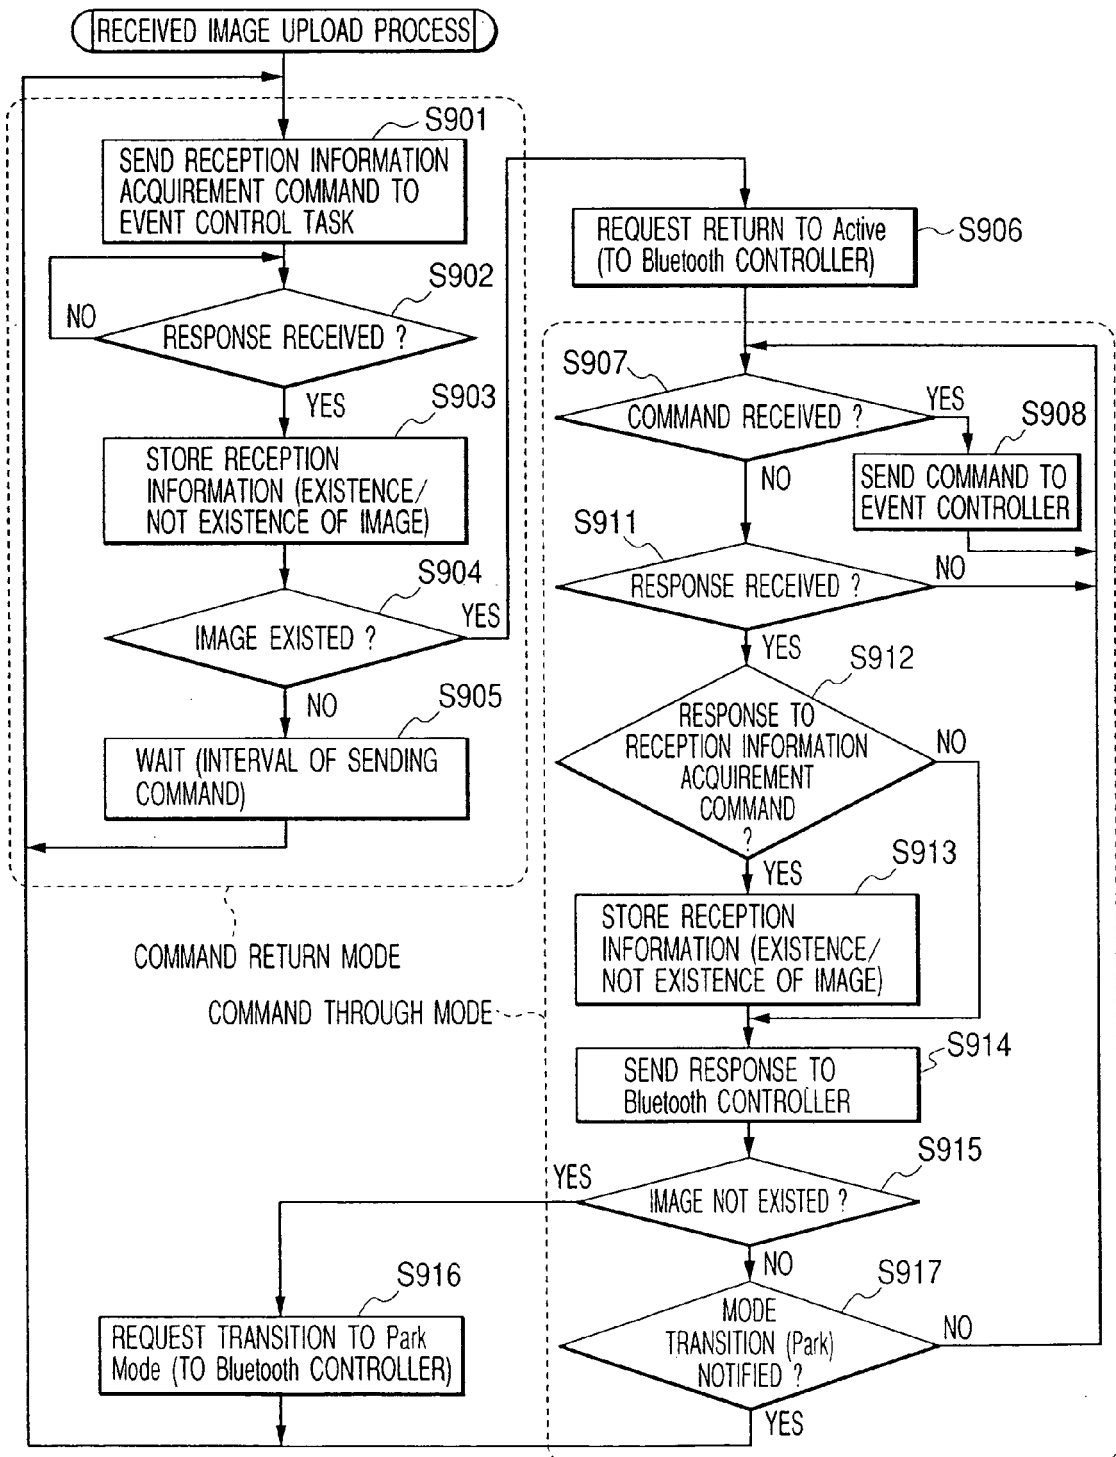 RECEIVED IMAGE UPLOAD PROCESS
S901
SEND RECEPTION INFORMATION
ACQUIREMENT COMMAND TO
EVENT CONTROL TASK
S902
NO
RESPONSE RECEIVED ?
YES
S903
STORE RECEPTION
INFORMATION (EXISTENCE/
NOT EXISTENCE OF IMAGE)
S904
YES
IMAGE EXISTED ?
NO
S905
WAIT (INTERVAL OF SENDING
COMMAND)
COMMAND RETURN MODE
COMMAND THROUGH MODE
REQUEST RETURN TO Active
(TO Bluetooth CONTROLLER)
S906
S907
COMMAND RECEIVED ?
YES
S908
SEND COMMAND TO
EVENT CONTROLLER
NO
S911
RESPONSE RECEIVED ?
NO
YES
S912
RESPONSE TO
RECEPTION INFORMATION
ACQUIREMENT
COMMAND
?
NO
YES
S913
STORE RECEPTION
INFORMATION (EXISTENCE/
NOT EXISTENCE OF IMAGE)
S914
SEND RESPONSE TO
Bluetooth CONTROLLER
S915
YES
IMAGE NOT EXISTED ?
NO
S916
REQUEST TRANSITION TO Park
Mode (TO Bluetooth CONTROLLER)
S917
MODE
TRANSITION (Park)
NOTIFIED ?
NO
YES